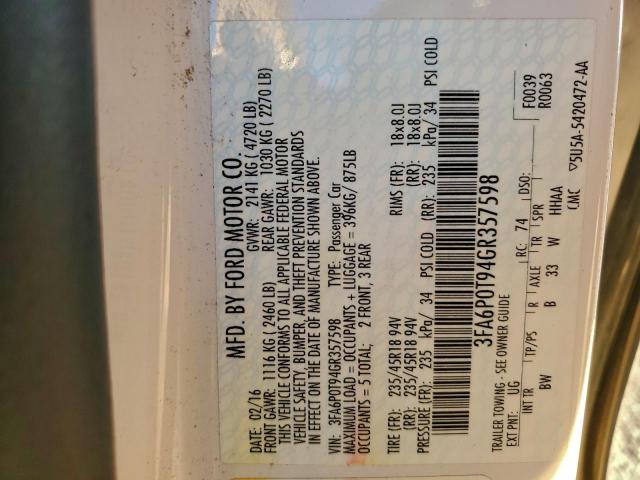 MFD. BY FORD MOTOR CO.
DATE: 02/16 GVWR: 2141 KG ( 4720 LB)
FRONT GAWR: 1116 KG ( 2460 LB) REAR GAWR: 1030 KG ( 2270 LB)
THIS VEHICLE CONFORMS TO ALL APPLICABLE FEDERAL MOTOR
VEHICLE SAFETY, BUMPER, AND THEFT PREVENTION STANDARDS
IN EFFECT ON THE DATE OF MANUFACTURE SHOWN ABOVE.
VIN: 3FA6P0T94GR357598 TYPE: Passenger Car
MAXIMUM LOAD = OCCUPANTS + LUGGAGE = 396KG/ 875LB
OCCUPANTS = 5 TOTAL: 2 FRONT, 3 REAR
TIRE (FR): 235/45R18 94V RIMS (FR): 18x8.0J
(RR): 235/45R18 94V (RR): 18x8.0J
PRESSURE (FR): 235 kPa/ 34 PSI COLD (RR): 235 kPa/ 34 PSI COLD
3FA6P0T94GR357598
F0039
R0063
TRAILER TOWING - SEE OWNER GUIDE
EXT PNT: UG RC: 74 DSO:
INT TR TP/PS R AXLE TR SPR
BW B 33 W HHAA
CMC ▽5U5A-5420472-AA